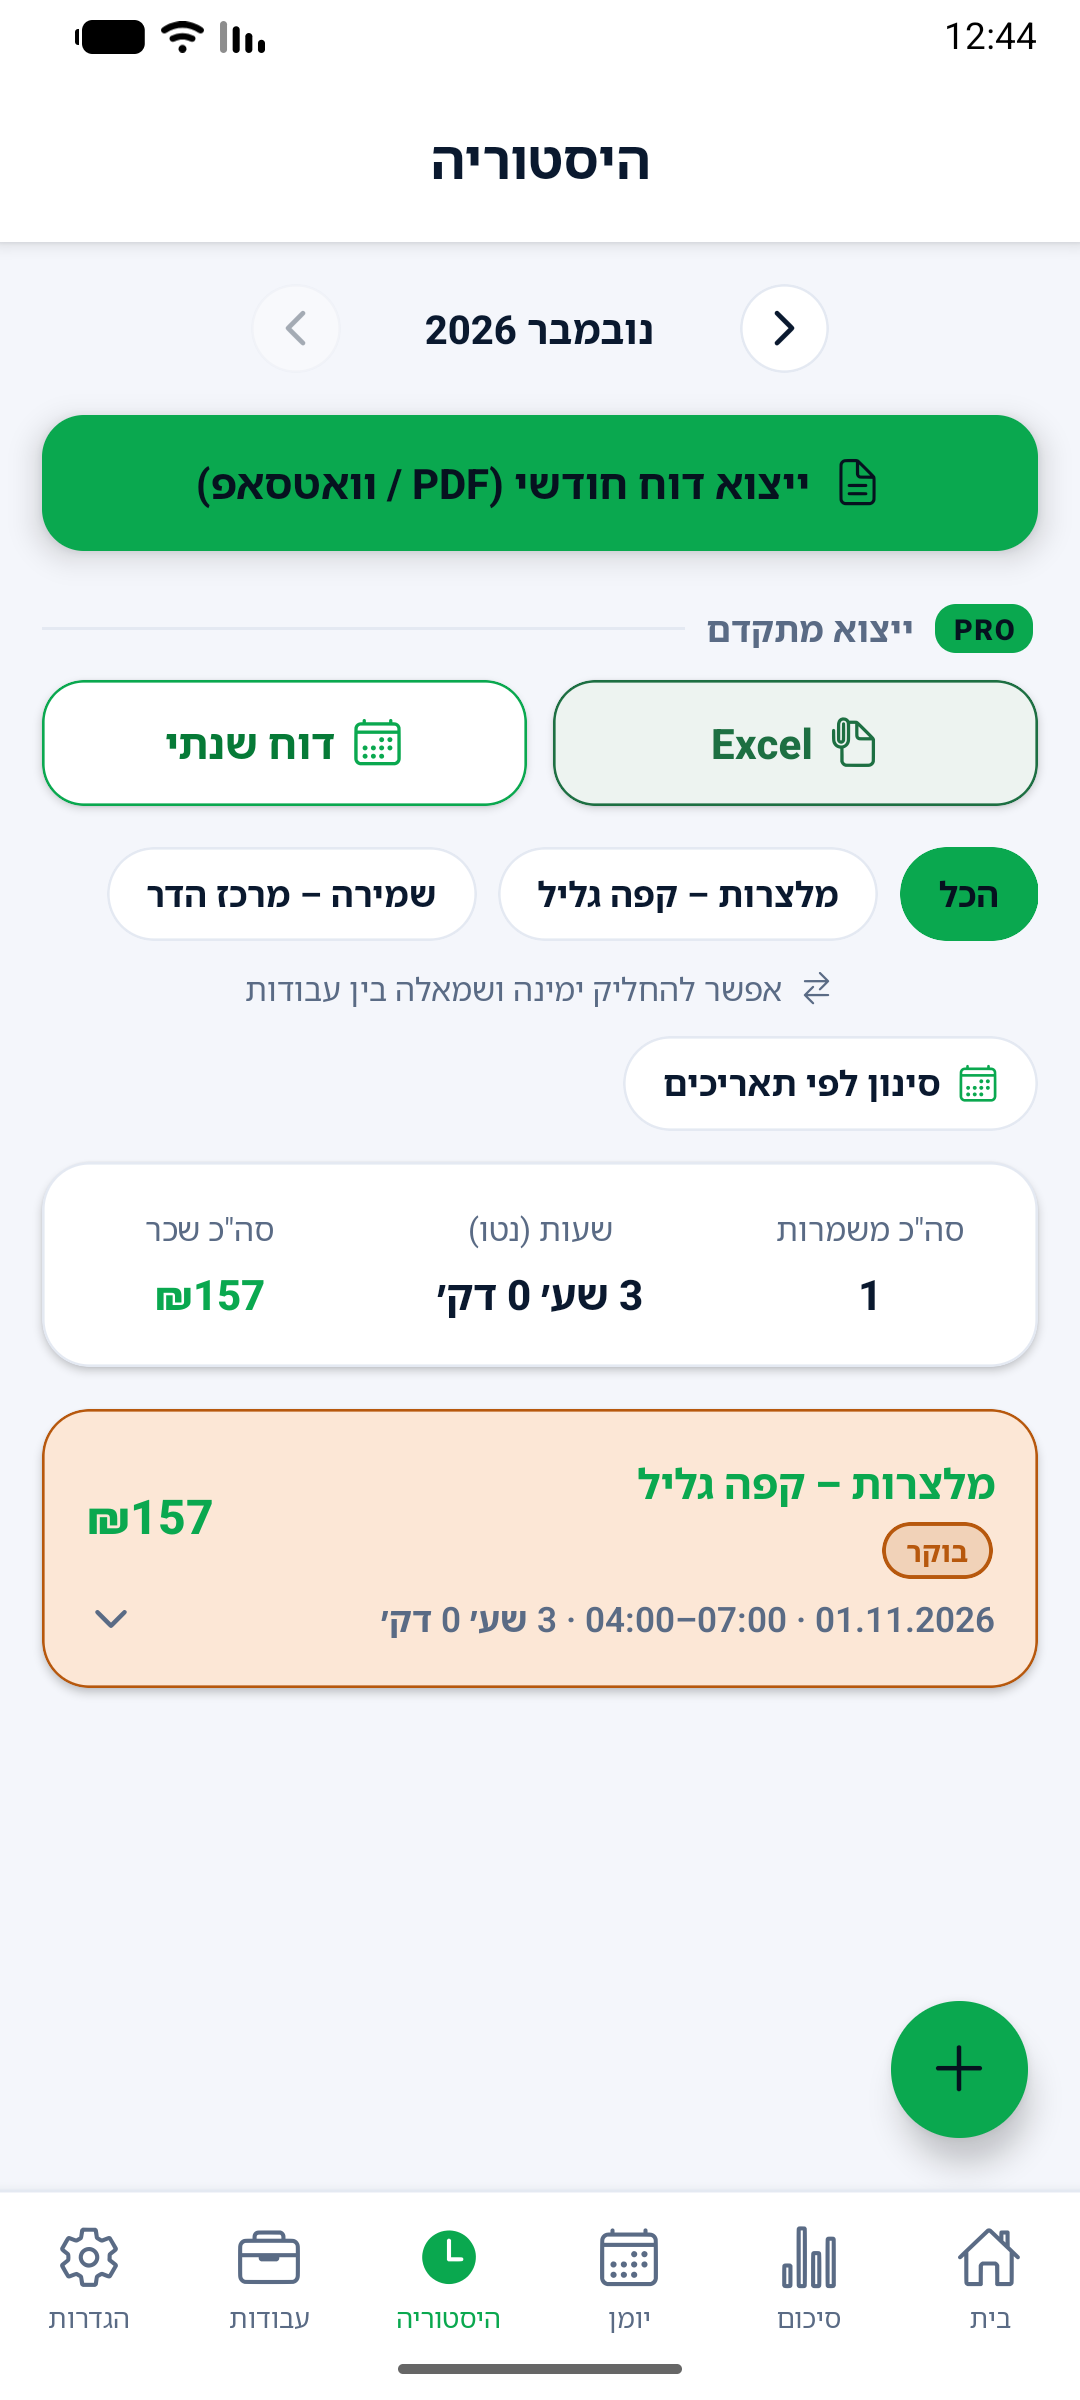 12:44
היסטוריה
נובמבר 2026
ייצוא דוח חודשי (PDF / וואטסאפ)
PRO ייצוא מתקדם
Excel
דוח שנתי
הכל
מלצרות – קפה גליל
שמירה – מרכז הדר
אפשר להחליק ימינה ושמאלה בין עבודות
סינון לפי תאריכים
סה"כ משמרות
1
שעות (נטו)
3 שע׳ 0 דק׳
סה"כ שכר
₪157
מלצרות – קפה גליל
₪157
בוקר
01.11.2026 · 04:00–07:00 · 3 שע׳ 0 דק׳
בית
סיכום
יומן
היסטוריה
עבודות
הגדרות